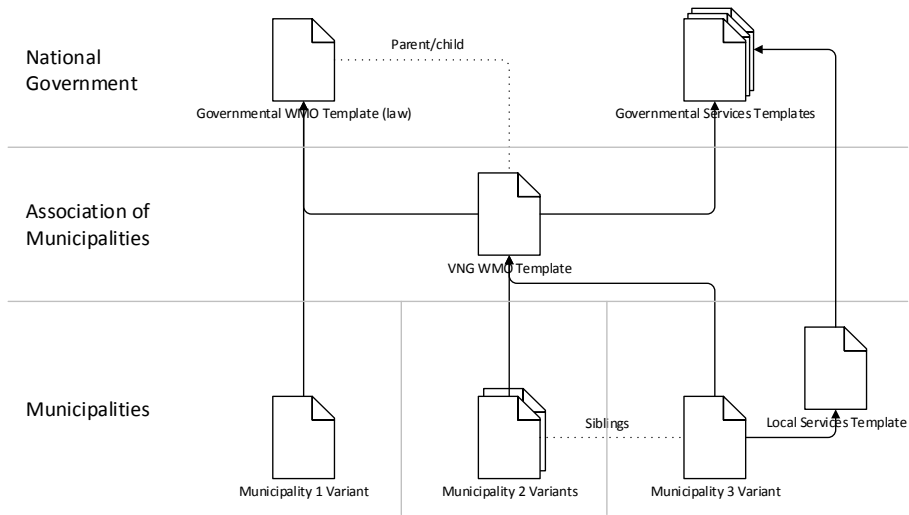 National
Government
Parent/child
Governmental WMO Template (law)
Governmental Services Templates
Association of
Municipalities
VNG WMO Template
Municipalities
Siblings
Local Services Template
Municipality 1 Variant
Municipality 2 Variants
Municipality 3 Variant